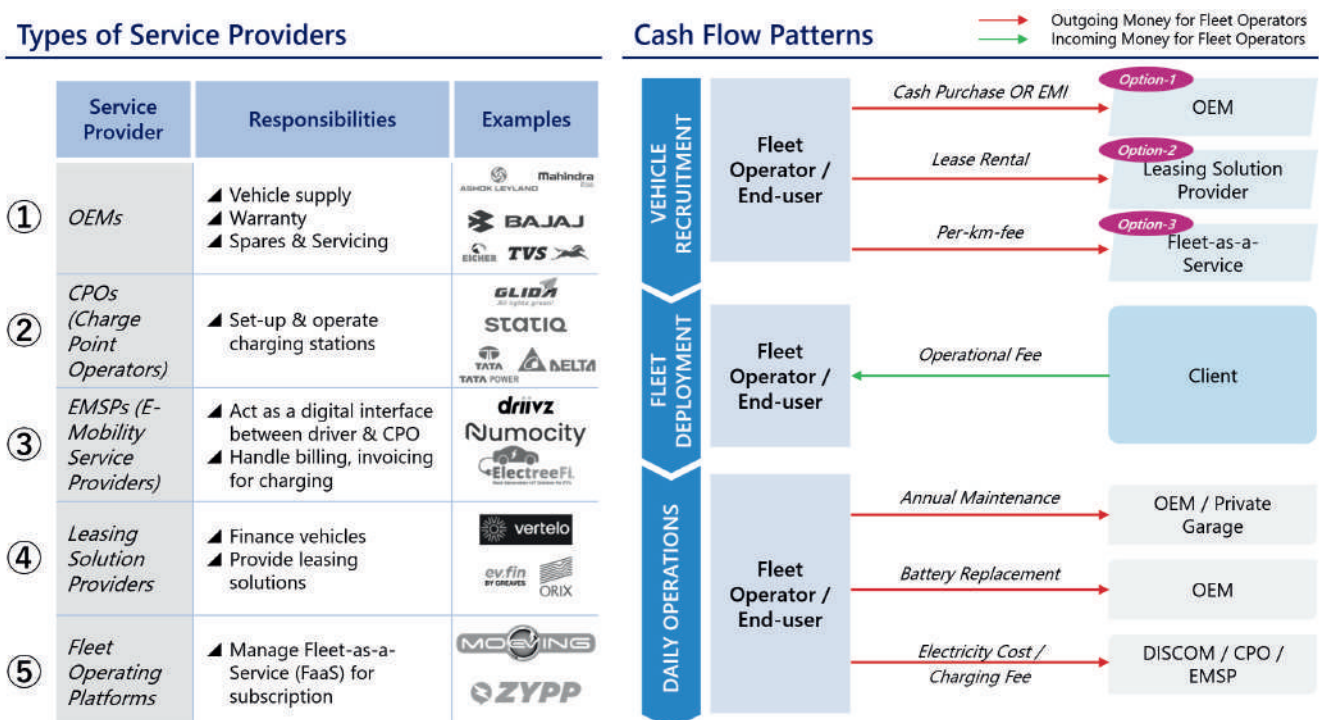 Types of Service Providers
Service
Provider
Responsibilities
Examples
①
OEMs
◢ Vehicle supply
◢ Warranty
◢ Spares & Servicing
ASHOK LEYLAND
Mahindra
BAJAJ
EICHER
TVS
②
CPOs
(Charge
Point
Operators)
◢ Set-up & operate
charging stations
GLIDA
All lights green!
STATIQ
TATA
TATA POWER
DELTA
③
EMSPs (E-
Mobility
Service
Providers)
◢ Act as a digital interface
between driver & CPO
◢ Handle billing, invoicing
for charging
driivz
Numocity
ElectreeFi
④
Leasing
Solution
Providers
◢ Finance vehicles
◢ Provide leasing
solutions
vertelo
ev.fin
BY GREAVES
ORIX
⑤
Fleet
Operating
Platforms
◢ Manage Fleet-as-a-
Service (FaaS) for
subscription
MOEVING
ZYPP
Cash Flow Patterns
Outgoing Money for Fleet Operators
Incoming Money for Fleet Operators
VEHICLE
RECRUITMENT
Fleet
Operator /
End-user
Cash Purchase OR EMI
Option-1
OEM
Lease Rental
Option-2
Leasing Solution
Provider
Per-km-fee
Option-3
Fleet-as-a-
Service
FLEET
DEPLOYMENT
Fleet
Operator /
End-user
Operational Fee
Client
DAILY OPERATIONS
Fleet
Operator /
End-user
Annual Maintenance
OEM / Private
Garage
Battery Replacement
OEM
Electricity Cost /
Charging Fee
DISCOM / CPO /
EMSP